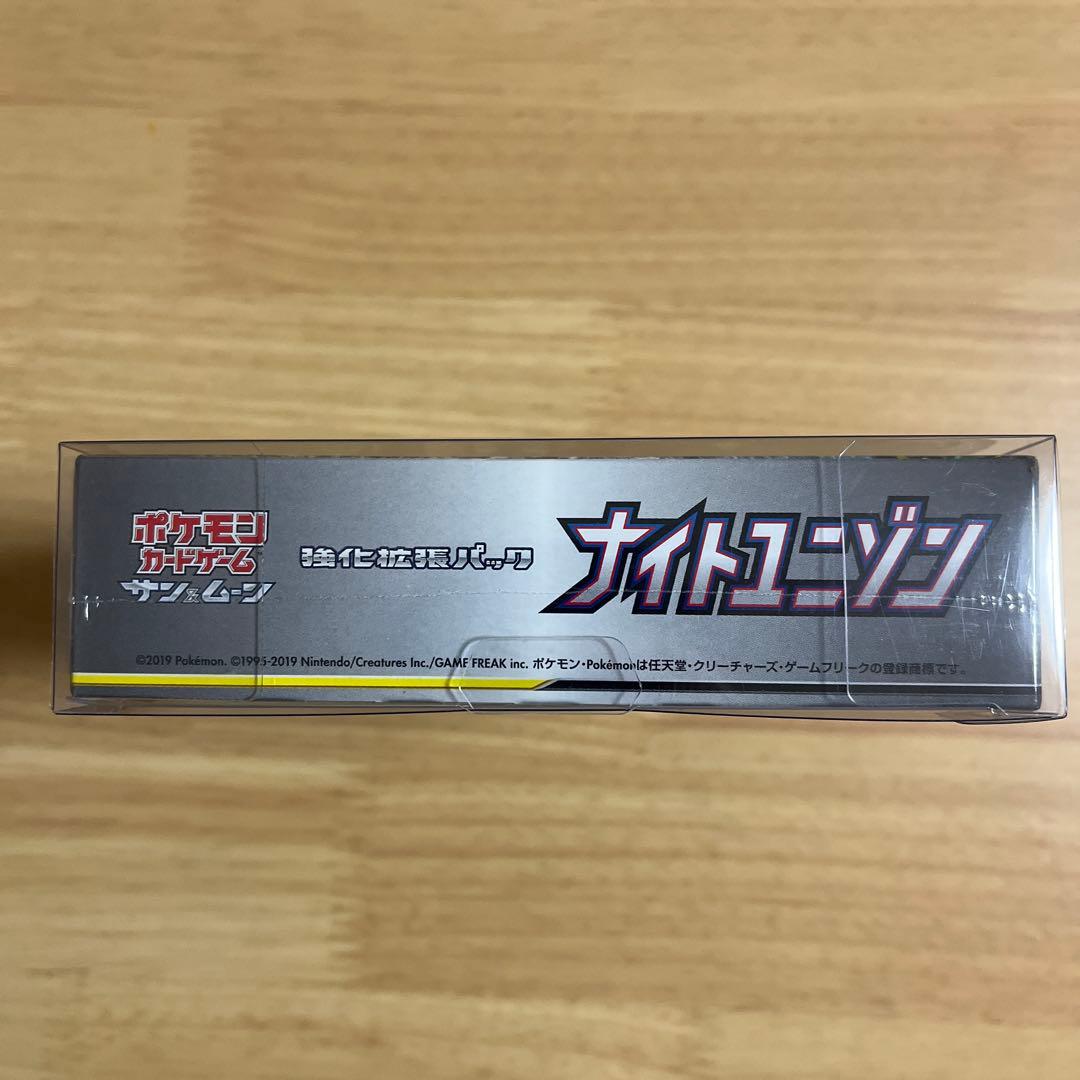 ポケモン
カードゲーム
サン&ムーン
強化拡張パック
ナイトユニゾン
©2019 Pokémon. ©1995-2019 Nintendo/Creatures Inc./GAME FREAK inc. ポケモン・Pokémonは任天堂・クリーチャーズ・ゲームフリークの登録商標です。